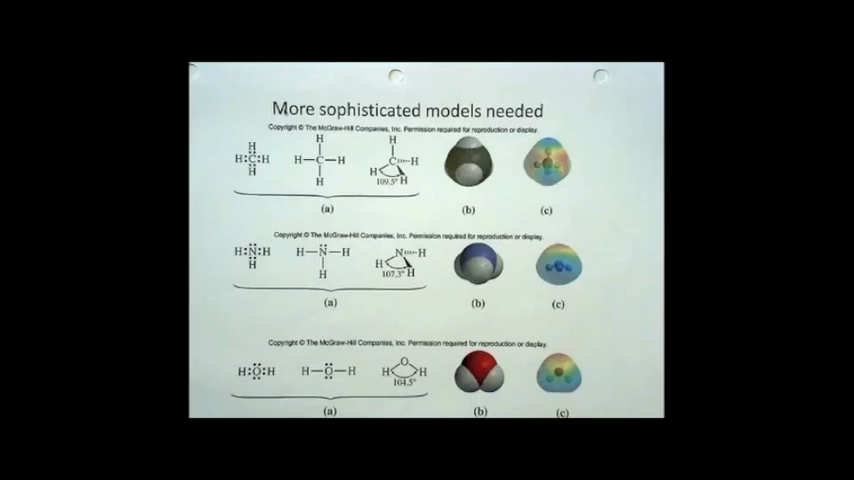 More sophisticated models needed
Copyright © The McGraw-Hill Companies, Inc. Permission required for reproduction or display.
H
H:C:H
H
H
H—C—H
H
H
C
H
H
H
109.5°
(a)
(b)
(c)
Copyright © The McGraw-Hill Companies, Inc. Permission required for reproduction or display.
H:N:H
H
H—N—H
H
N
H
H
H
107.3°
(a)
(b)
(c)
Copyright © The McGraw-Hill Companies, Inc. Permission required for reproduction or display.
H:O:H
H—O—H
O
H
H
104.5°
(a)
(b)
(c)